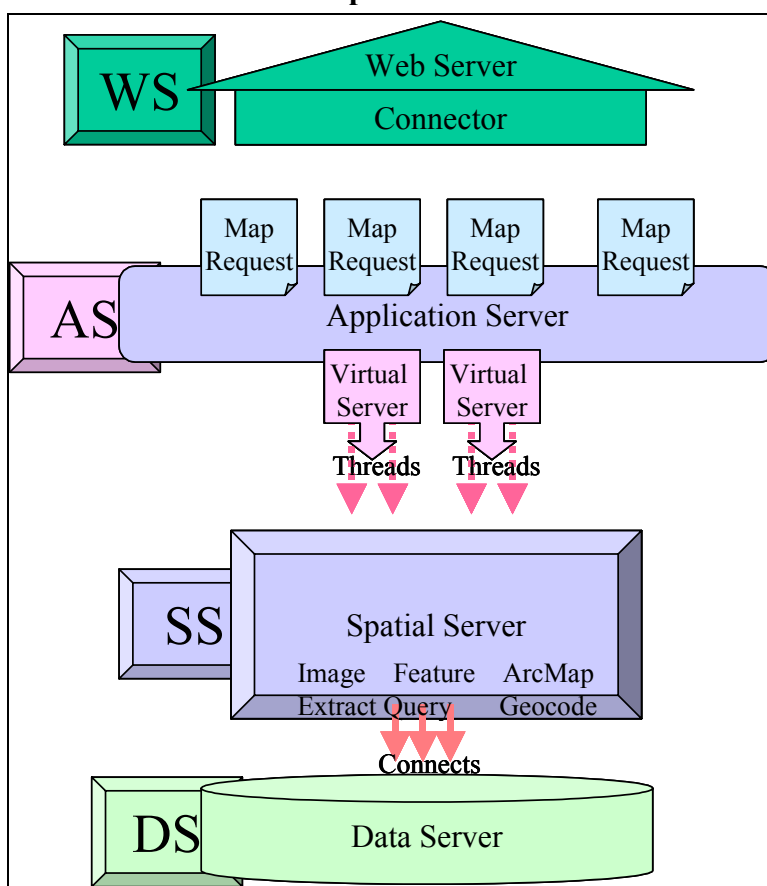 WS
Web Server
Connector
Map Request
Map Request
Map Request
Map Request
AS
Application Server
Virtual Server
Virtual Server
Threads
Threads
SS
Spatial Server
Image Feature ArcMap
Extract Query Geocode
Connects
DS
Data Server